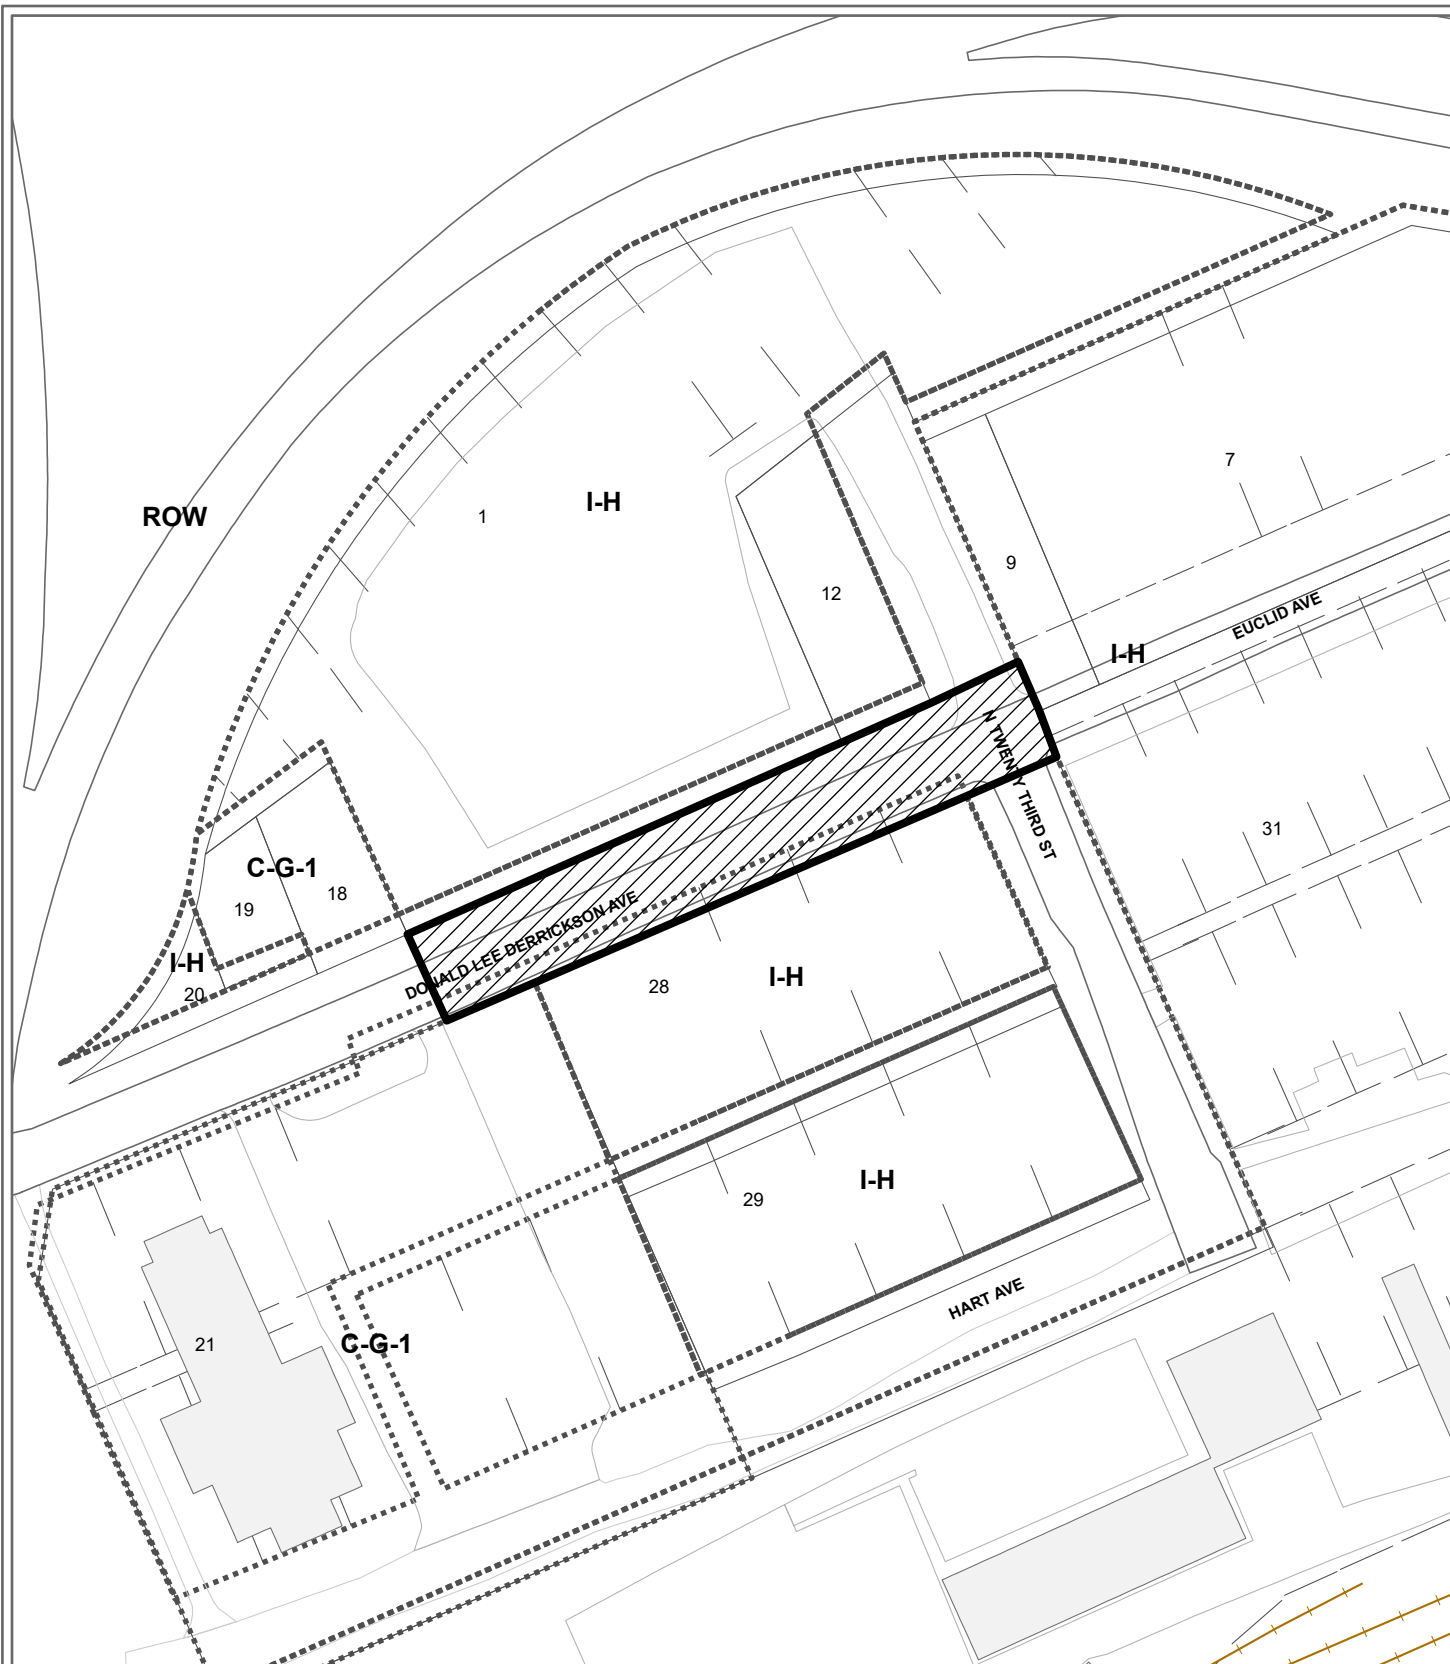 7
I-H
ROW
1
9
12
EUCLID AVE
I-H
N TWENTY THIRD ST
31
C-G-1
18
19
DONALD LEE DERRICKSON AVE
I-H
20
28
I-H
I-H
29
HART AVE
21
C-G-1